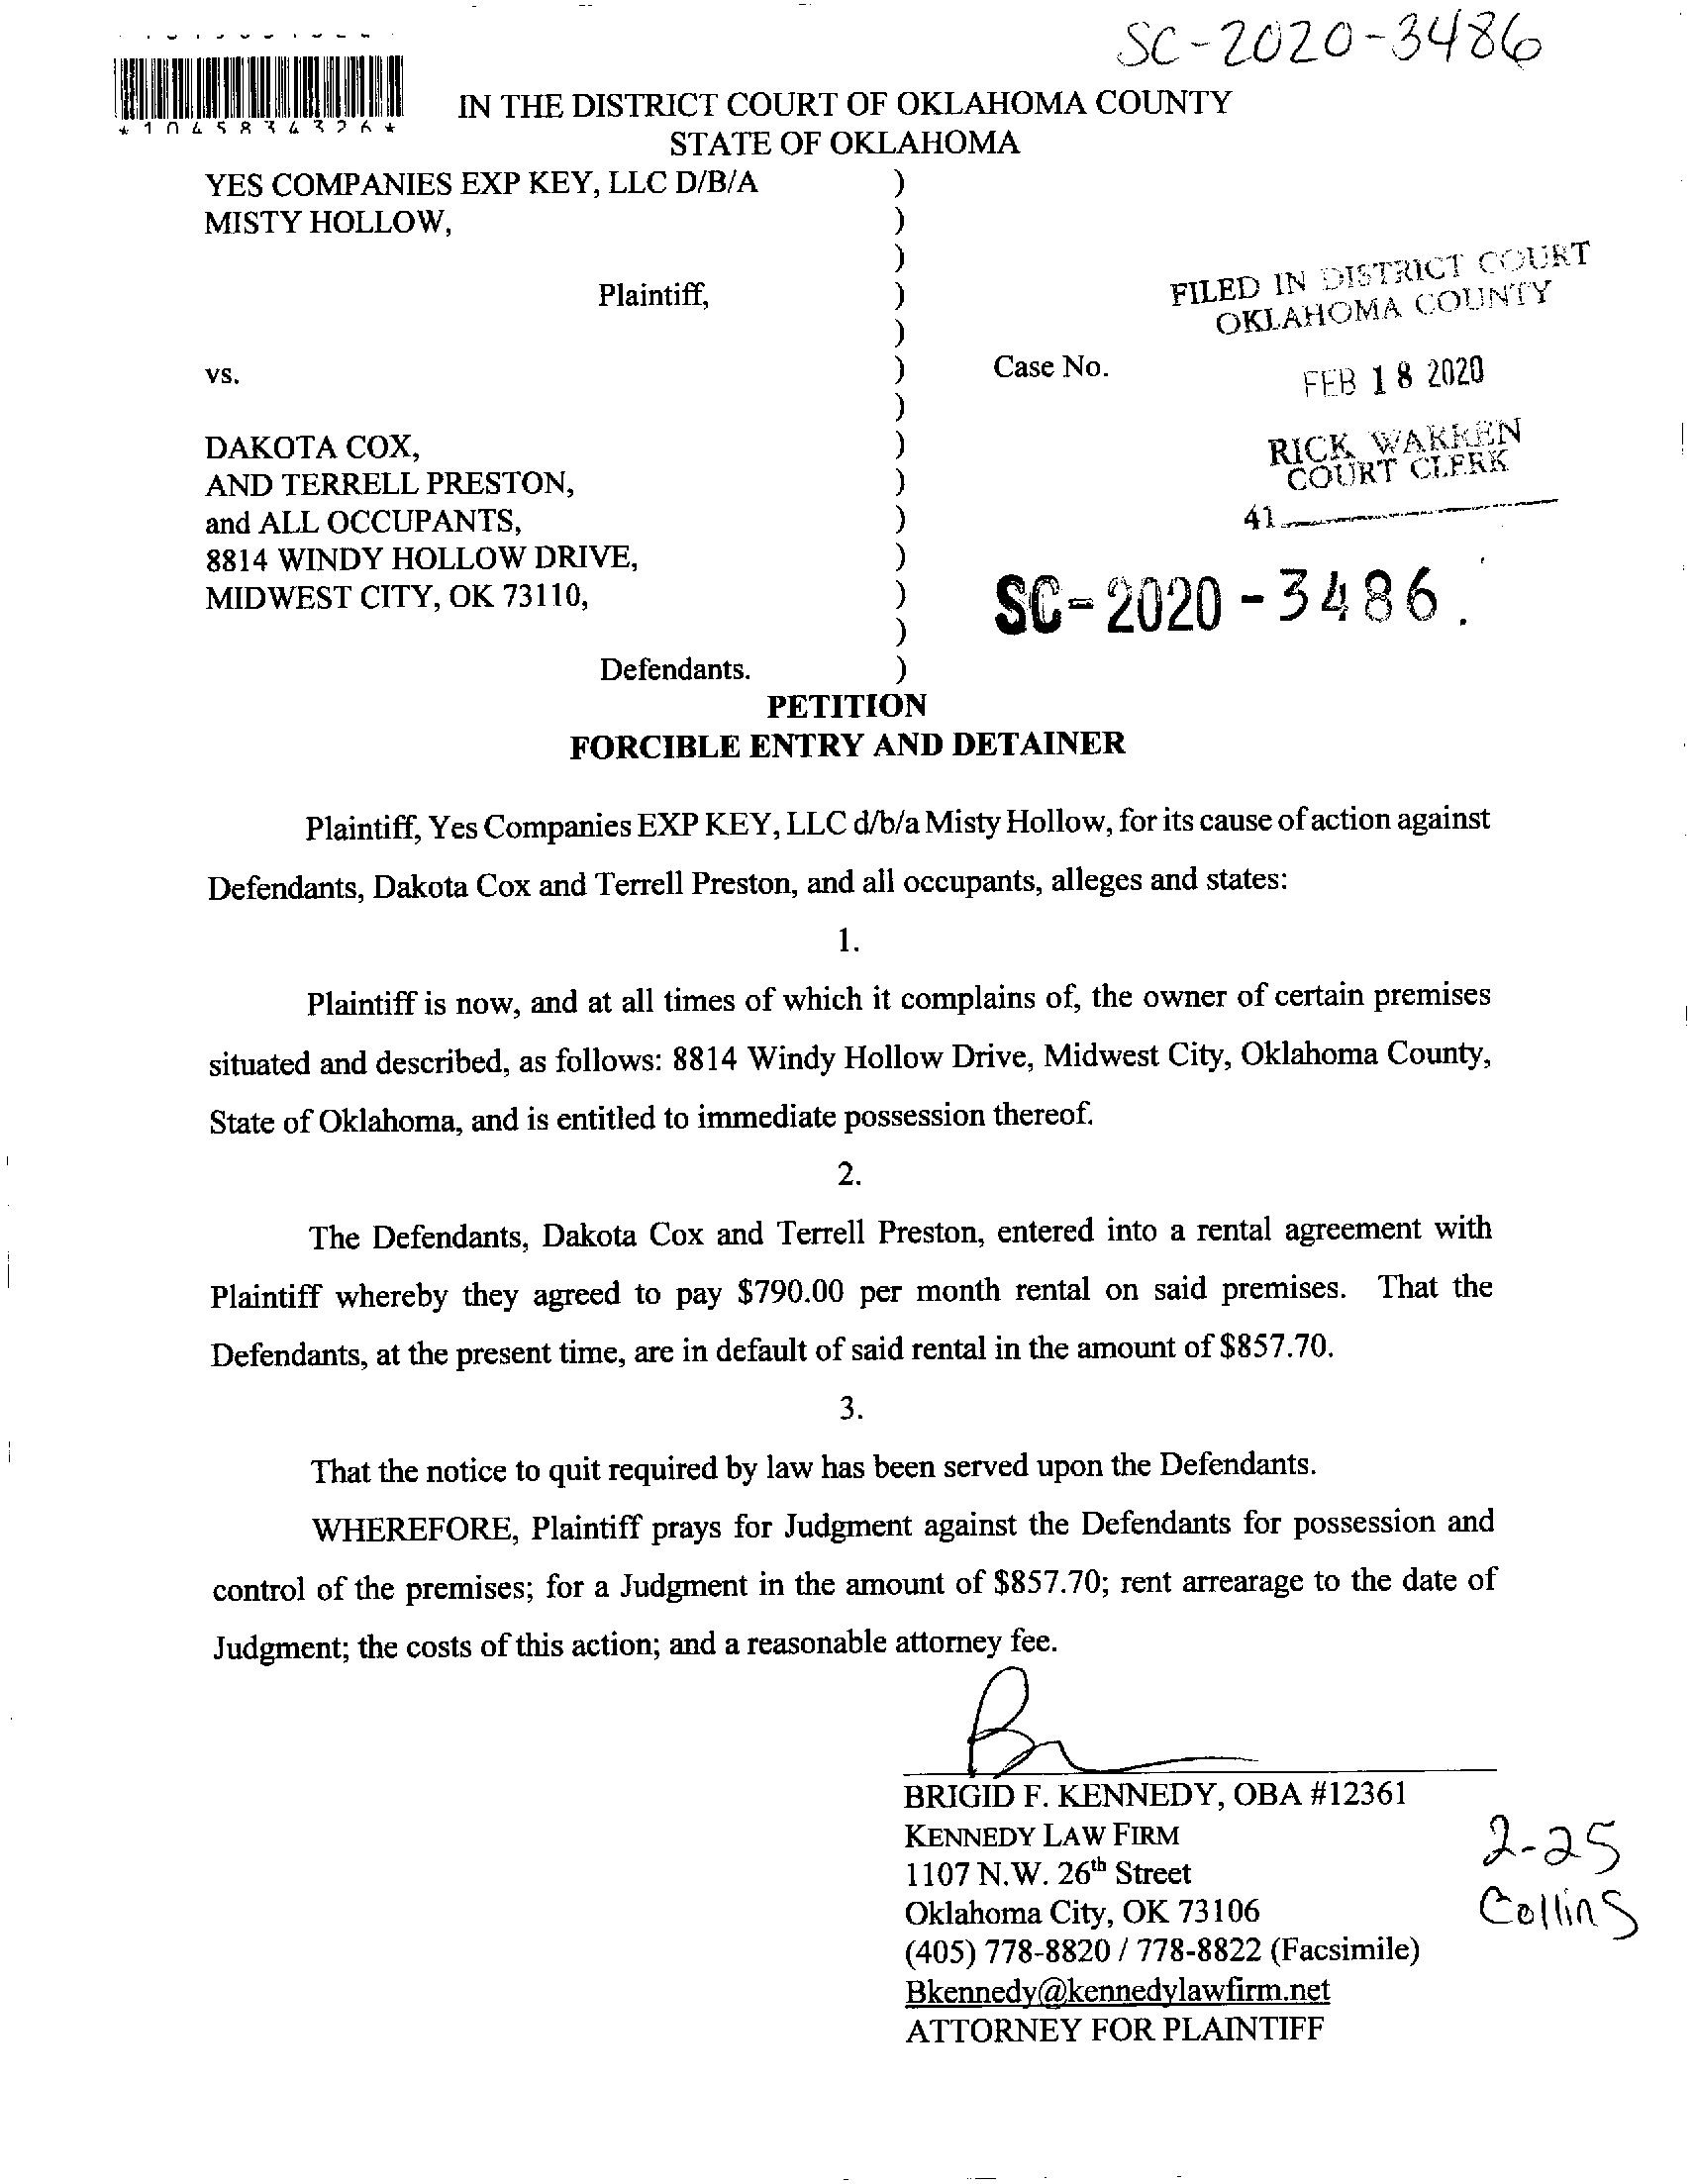 SC-2020-3486
*1045834326*
IN THE DISTRICT COURT OF OKLAHOMA COUNTY
STATE OF OKLAHOMA
YES COMPANIES EXP KEY, LLC D/B/A )
MISTY HOLLOW, )
)
Plaintiff, )
)
vs. ) Case No.
)
DAKOTA COX, )
AND TERRELL PRESTON, )
and ALL OCCUPANTS, )
8814 WINDY HOLLOW DRIVE, )
MIDWEST CITY, OK 73110, )
)
Defendants. )
FILED IN DISTRICT COURT
OKLAHOMA COUNTY
FEB 18 2020
RICK WARREN
COURT CLERK
41
SC-2020-3486.
PETITION
FORCIBLE ENTRY AND DETAINER
Plaintiff, Yes Companies EXP KEY, LLC d/b/a Misty Hollow, for its cause of action against
Defendants, Dakota Cox and Terrell Preston, and all occupants, alleges and states:
1.
Plaintiff is now, and at all times of which it complains of, the owner of certain premises
situated and described, as follows: 8814 Windy Hollow Drive, Midwest City, Oklahoma County,
State of Oklahoma, and is entitled to immediate possession thereof.
2.
The Defendants, Dakota Cox and Terrell Preston, entered into a rental agreement with
Plaintiff whereby they agreed to pay $790.00 per month rental on said premises. That the
Defendants, at the present time, are in default of said rental in the amount of $857.70.
3.
That the notice to quit required by law has been served upon the Defendants.
WHEREFORE, Plaintiff prays for Judgment against the Defendants for possession and
control of the premises; for a Judgment in the amount of $857.70; rent arrearage to the date of
Judgment; the costs of this action; and a reasonable attorney fee.
BRIGID F. KENNEDY, OBA #12361
KENNEDY LAW FIRM
1107 N.W. 26th Street
Oklahoma City, OK 73106
(405) 778-8820 / 778-8822 (Facsimile)
Bkennedy@kennedylawfirm.net
ATTORNEY FOR PLAINTIFF
2-25
Collins